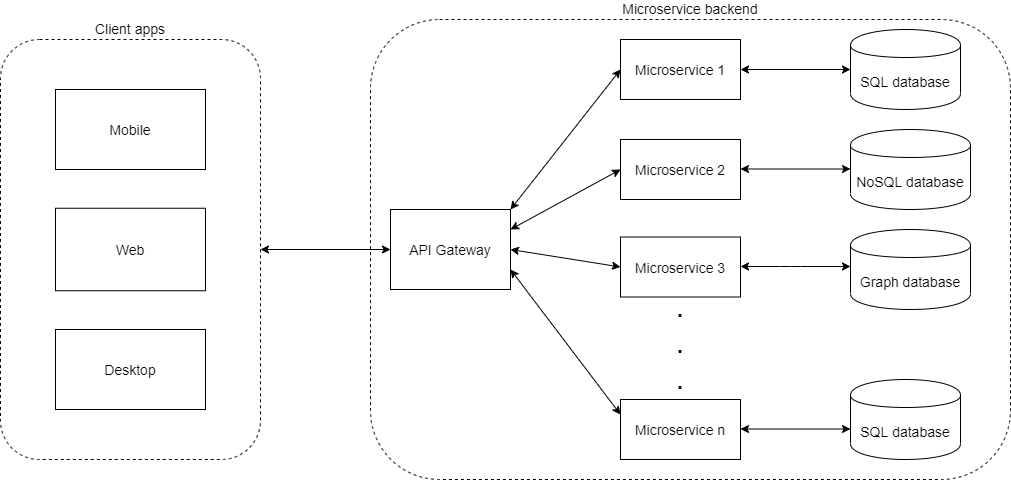 Client apps
Mobile
Web
Desktop
Microservice backend
API Gateway
Microservice 1
SQL database
Microservice 2
NoSQL database
Microservice 3
Graph database
.
.
.
Microservice n
SQL database